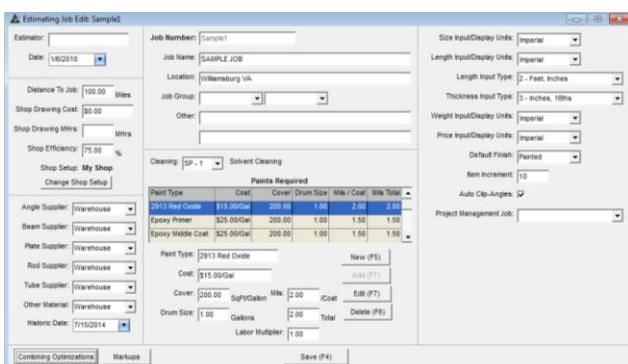 Estimating Job Edit: Sample1
Estimator:
Date: 1/6/2010
Distance To Job: 100.00 Miles
Shop Drawing Cost: $0.00
Shop Drawing MHrs: MHrs
Shop Efficiency: 75.00 %
Shop Setup: My Shop
Change Shop Setup
Angle Supplier: Warehouse
Beam Supplier: Warehouse
Plate Supplier: Warehouse
Rod Supplier: Warehouse
Tube Supplier: Warehouse
Other Material: Warehouse
Historic Date: 7/15/2014
Job Number: Sample1
Job Name: SAMPLE JOB
Location: Williamsburg VA
Job Group:
Other:
Cleaning: SP - 1 Solvent Cleaning
Paints Required
Paint Type Cost Cover Drum Size Mils / Coat Mils Total
2913 Red Oxide $15.00/Gal 200.00 1.00 2.00 2.00
Epoxy Primer $25.00/Gal 200.00 1.00 1.50 1.50
Epoxy Middle Coat $25.00/Gal 200.00 1.00 1.50 1.50
Paint Type: 2913 Red Oxide
Cost: $15.00/Gal
Cover: 200.00 SqFt/Gallon Mils: 2.00 /Coat
Drum Size: 1.00 Gallons 2.00 Total
Labor Multiplier: 1.00
New (F5)
Add (F7)
Edit (F7)
Delete (F6)
Size Input/Display Units: Imperial
Length Input/Display Units: Imperial
Length Input Type: 2 - Feet, Inches
Thickness Input Type: 3 - Inches, 16ths
Weight Input/Display Units: Imperial
Price Input/Display Units: Imperial
Default Finish: Painted
Item Increment: 10
Auto Clip-Angles:
Project Management Job:
Combining Optimizations Markups Save (F4)